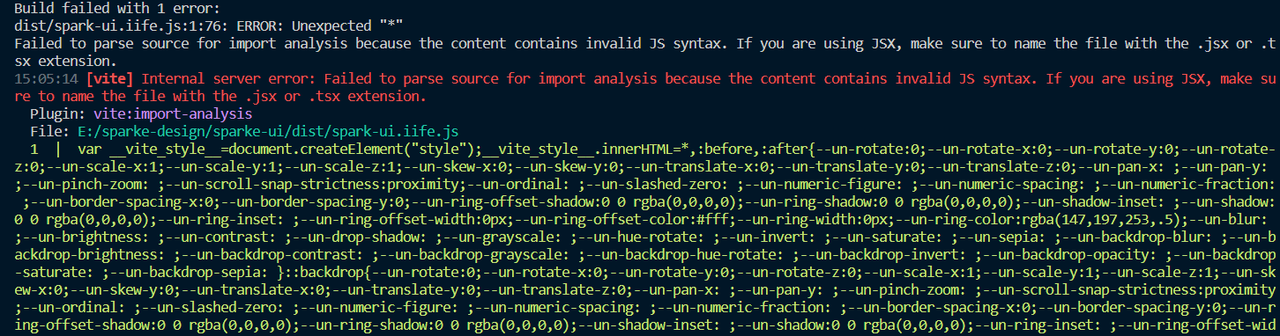 Build failed with 1 error:
dist/spark-ui.iife.js:1:76: ERROR: Unexpected "*"
Failed to parse source for import analysis because the content contains invalid JS syntax. If you are using JSX, make sure to name the file with the .jsx or .t
sx extension.
15:05:14 [vite] Internal server error: Failed to parse source for import analysis because the content contains invalid JS syntax. If you are using JSX, make su
re to name the file with the .jsx or .tsx extension.
Plugin: vite:import-analysis
File: E:/sparke-design/sparke-ui/dist/spark-ui.iife.js
1 | var __vite_style__=document.createElement("style");__vite_style__.innerHTML=*,:before,:after{--un-rotate:0;--un-rotate-x:0;--un-rotate-y:0;--un-rotate-
z:0;--un-scale-x:1;--un-scale-y:1;--un-scale-z:1;--un-skew-x:0;--un-skew-y:0;--un-translate-x:0;--un-translate-y:0;--un-translate-z:0;--un-pan-x: ;--un-pan-y:
;--un-pinch-zoom: ;--un-scroll-snap-strictness:proximity;--un-ordinal: ;--un-slashed-zero: ;--un-numeric-figure: ;--un-numeric-spacing: ;--un-numeric-fraction:
;--un-border-spacing-x:0;--un-border-spacing-y:0;--un-ring-offset-shadow:0 0 rgba(0,0,0,0);--un-ring-shadow:0 0 rgba(0,0,0,0);--un-shadow-inset: ;--un-shadow:
0 0 rgba(0,0,0,0);--un-ring-inset: ;--un-ring-offset-width:0px;--un-ring-offset-color:#fff;--un-ring-width:0px;--un-ring-color:rgba(147,197,253,.5);--un-blur:
;--un-brightness: ;--un-contrast: ;--un-drop-shadow: ;--un-grayscale: ;--un-hue-rotate: ;--un-invert: ;--un-saturate: ;--un-sepia: ;--un-backdrop-blur: ;--un-b
ackdrop-brightness: ;--un-backdrop-contrast: ;--un-backdrop-grayscale: ;--un-backdrop-hue-rotate: ;--un-backdrop-invert: ;--un-backdrop-opacity: ;--un-backdrop
-saturate: ;--un-backdrop-sepia: }::backdrop{--un-rotate:0;--un-rotate-x:0;--un-rotate-y:0;--un-rotate-z:0;--un-scale-x:1;--un-scale-y:1;--un-scale-z:1;--un-sk
ew-x:0;--un-skew-y:0;--un-translate-x:0;--un-translate-y:0;--un-translate-z:0;--un-pan-x: ;--un-pan-y: ;--un-pinch-zoom: ;--un-scroll-snap-strictness:proximity
;--un-ordinal: ;--un-slashed-zero: ;--un-numeric-figure: ;--un-numeric-spacing: ;--un-numeric-fraction: ;--un-border-spacing-x:0;--un-border-spacing-y:0;--un-r
ing-offset-shadow:0 0 rgba(0,0,0,0);--un-ring-shadow:0 0 rgba(0,0,0,0);--un-shadow-inset: ;--un-shadow:0 0 rgba(0,0,0,0);--un-ring-inset: ;--un-ring-offset-wid